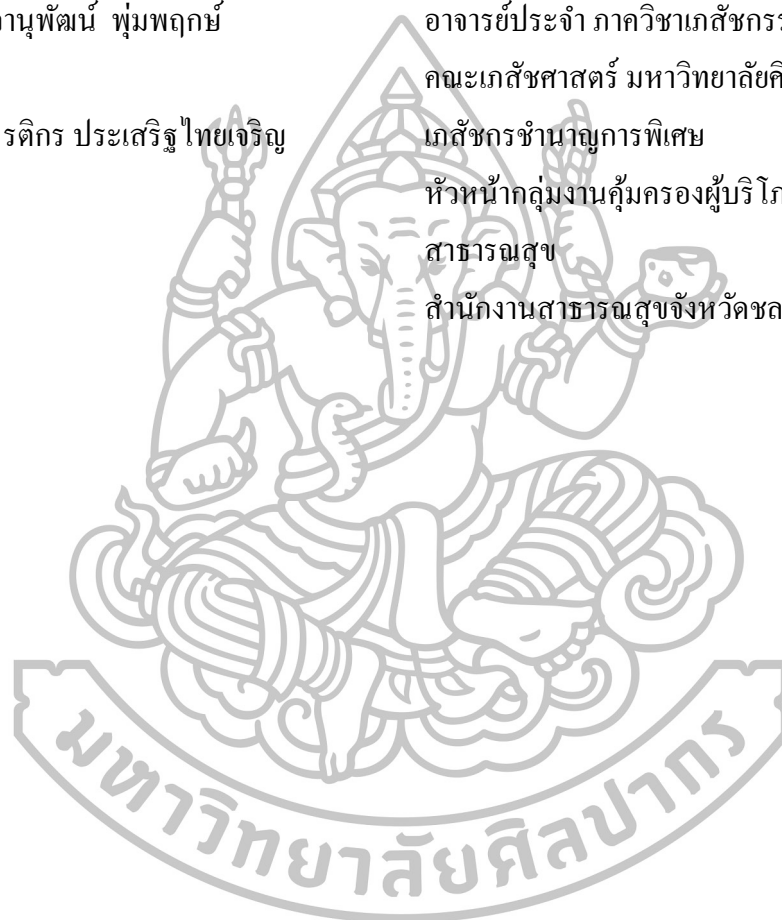 านุพัฒน์ พุ่มพฤกษ์ อาจารย์ประจำ ภาควิชาเภสัชกรร
คณะเภสัชศาสตร์ มหาวิทยาลัยศิ
รติกร ประเสริฐไทยเจริญ เภสัชกรชำนาญการพิเศษ
หัวหน้ากลุ่มงานคุ้มครองผู้บริโภ
สาธารณสุข
สำนักงานสาธารณสุขจังหวัดชล
มหาวิทยาลัยศิลปากร